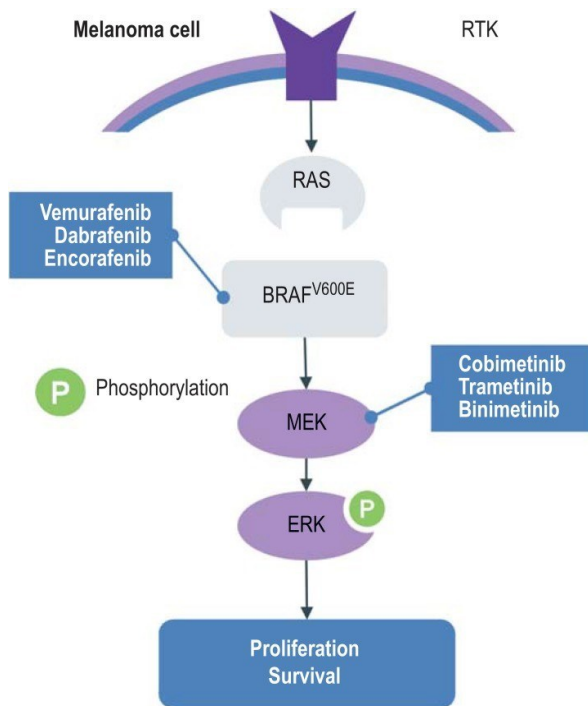 Melanoma cell
RTK
RAS
Vemurafenib
Dabrafenib
Encorafenib
BRAFV600E
P
Phosphorylation
Cobimetinib
Trametinib
Binimetinib
MEK
P
ERK
Proliferation
Survival